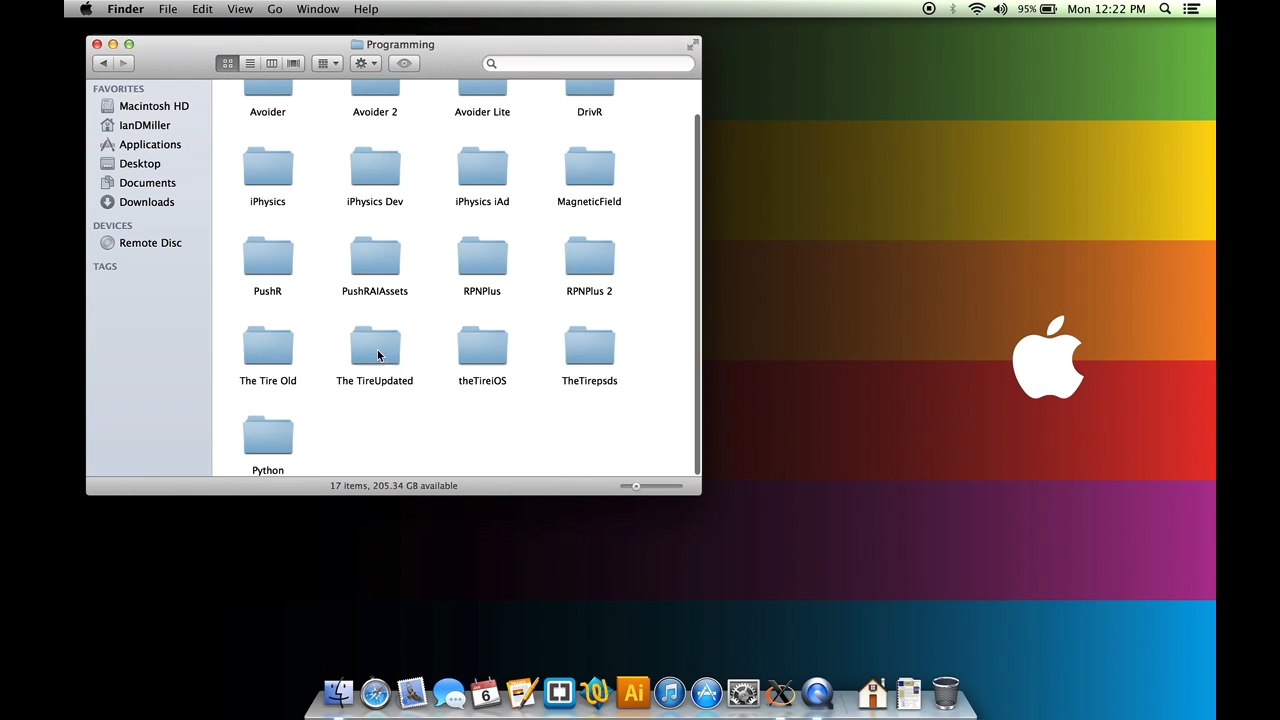 Finder File Edit View Go Window Help 95% Mon 12:22 PM
Programming
FAVORITES
Macintosh HD
IanDMiller
Applications
Desktop
Documents
Downloads
DEVICES
Remote Disc
TAGS
Avoider Avoider 2 Avoider Lite DrivR
iPhysics iPhysics Dev iPhysics iAd MagneticField
PushR PushRAIAssets RPNPlus RPNPlus 2
The Tire Old The TireUpdated theTireiOS TheTirepsds
Python
17 items, 205.34 GB available
6
Ai